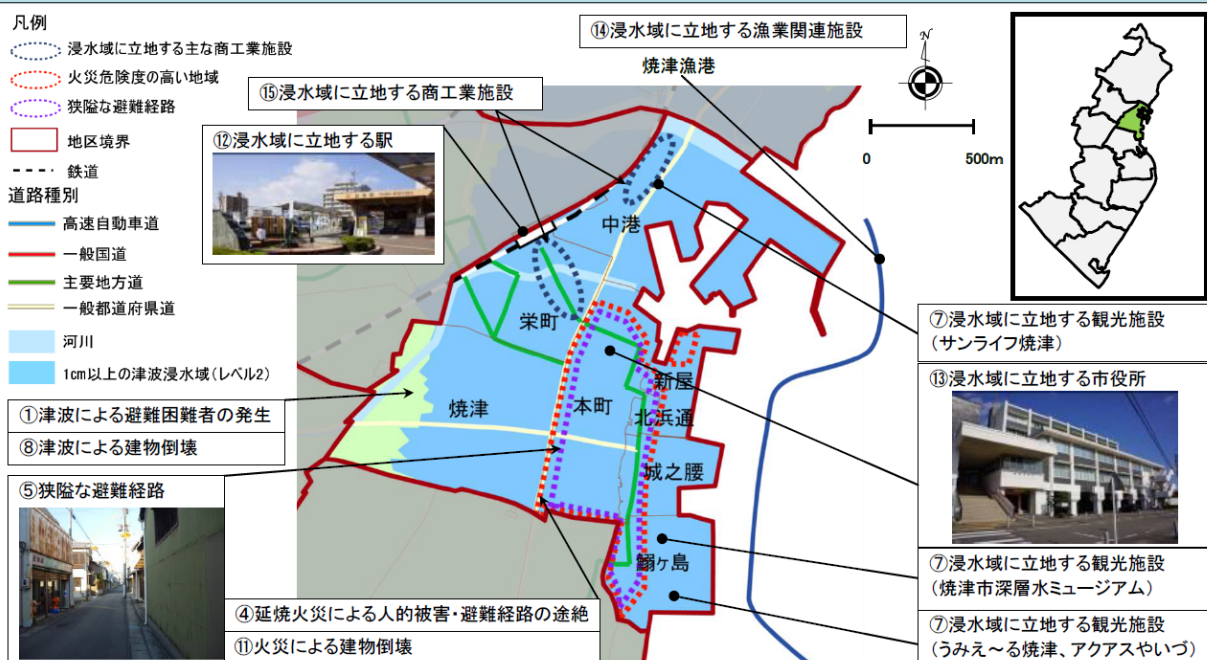 凡例
浸水域に立地する主な商工業施設
火災危険度の高い地域
狭隘な避難経路
地区境界
鉄道
道路種別
高速自動車道
一般国道
主要地方道
一般都道府県道
河川
1cm以上の津波浸水域(レベル2)
⑭浸水域に立地する漁業関連施設
焼津漁港
⑮浸水域に立地する商工業施設
⑫浸水域に立地する駅
N
0
500m
中港
栄町
焼津
本町
新屋
北浜通
城之腰
鰯ヶ島
⑦浸水域に立地する観光施設
(サンライフ焼津)
⑬浸水域に立地する市役所
①津波による避難困難者の発生
⑧津波による建物倒壊
⑤狭隘な避難経路
④延焼火災による人的被害・避難経路の途絶
⑪火災による建物倒壊
⑦浸水域に立地する観光施設
(焼津市深層水ミュージアム)
⑦浸水域に立地する観光施設
(うみえ~る焼津、アクアスやいづ)